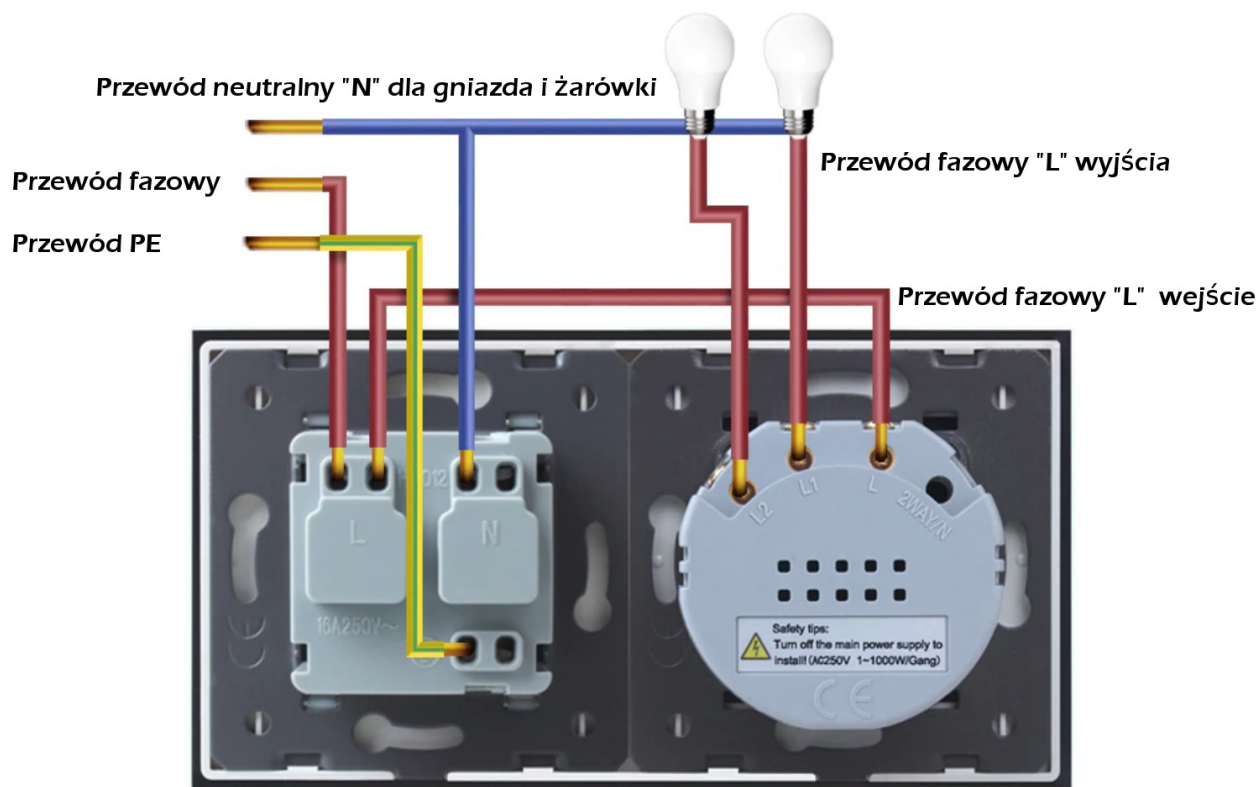 Przewód neutralny "N" dla gniazda i żarówki
Przewód fazowy "L" wyjścia
Przewód fazowy
Przewód PE
Przewód fazowy "L" wejście
L
N
16A250V~
L2
L1
L
2WAY/N
Safety tips:
Turn off the main power supply to
install! (AC250V 1~1000W/Gang)
CE
CE